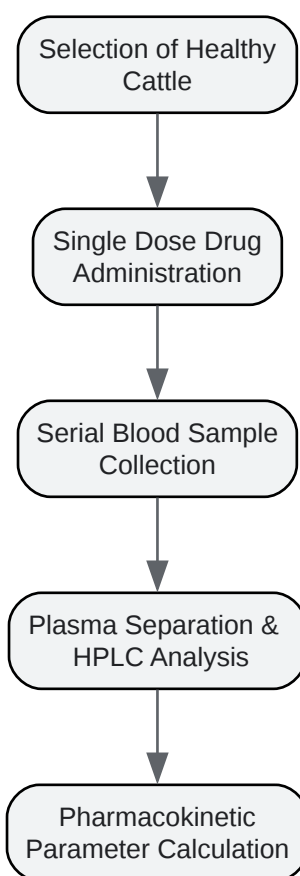 Selection of Healthy
Cattle
Single Dose Drug
Administration
Serial Blood Sample
Collection
Plasma Separation &
HPLC Analysis
Pharmacokinetic
Parameter Calculation